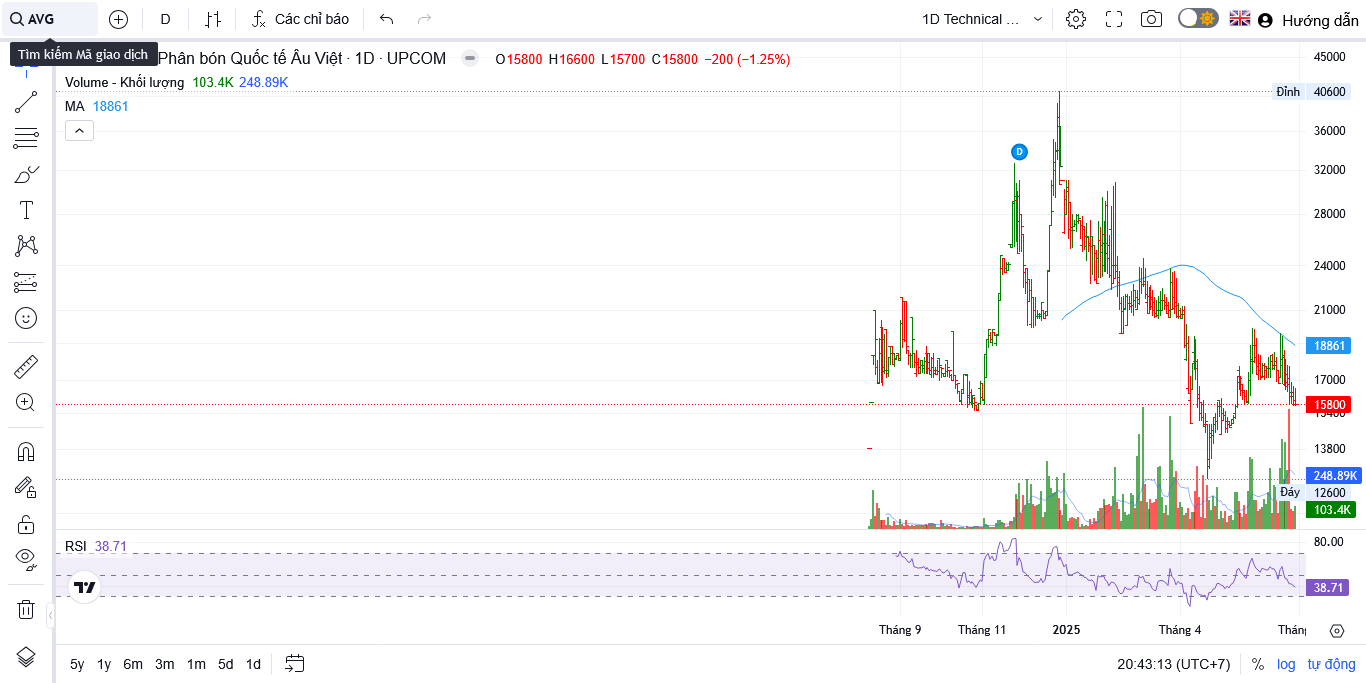 AVG
D
Các chỉ báo
1D Technical ...
Hướng dẫn
Tìm kiếm Mã giao dịch
Phân bón Quốc tế Âu Việt · 1D · UPCOM
O15800 H16600 L15700 C15800 −200 (−1.25%)
Volume - Khối lượng 103.4K 248.89K
MA 18861
D
45000
Đỉnh 40600
36000
32000
28000
24000
21000
18861
17000
15800
15400
13800
248.89K
Đáy 12600
103.4K
RSI 38.71
80.00
38.71
Tháng 9
Tháng 11
2025
Tháng 4
Thán
5y 1y 6m 3m 1m 5d 1d
20:43:13 (UTC+7)
%
log
tự động